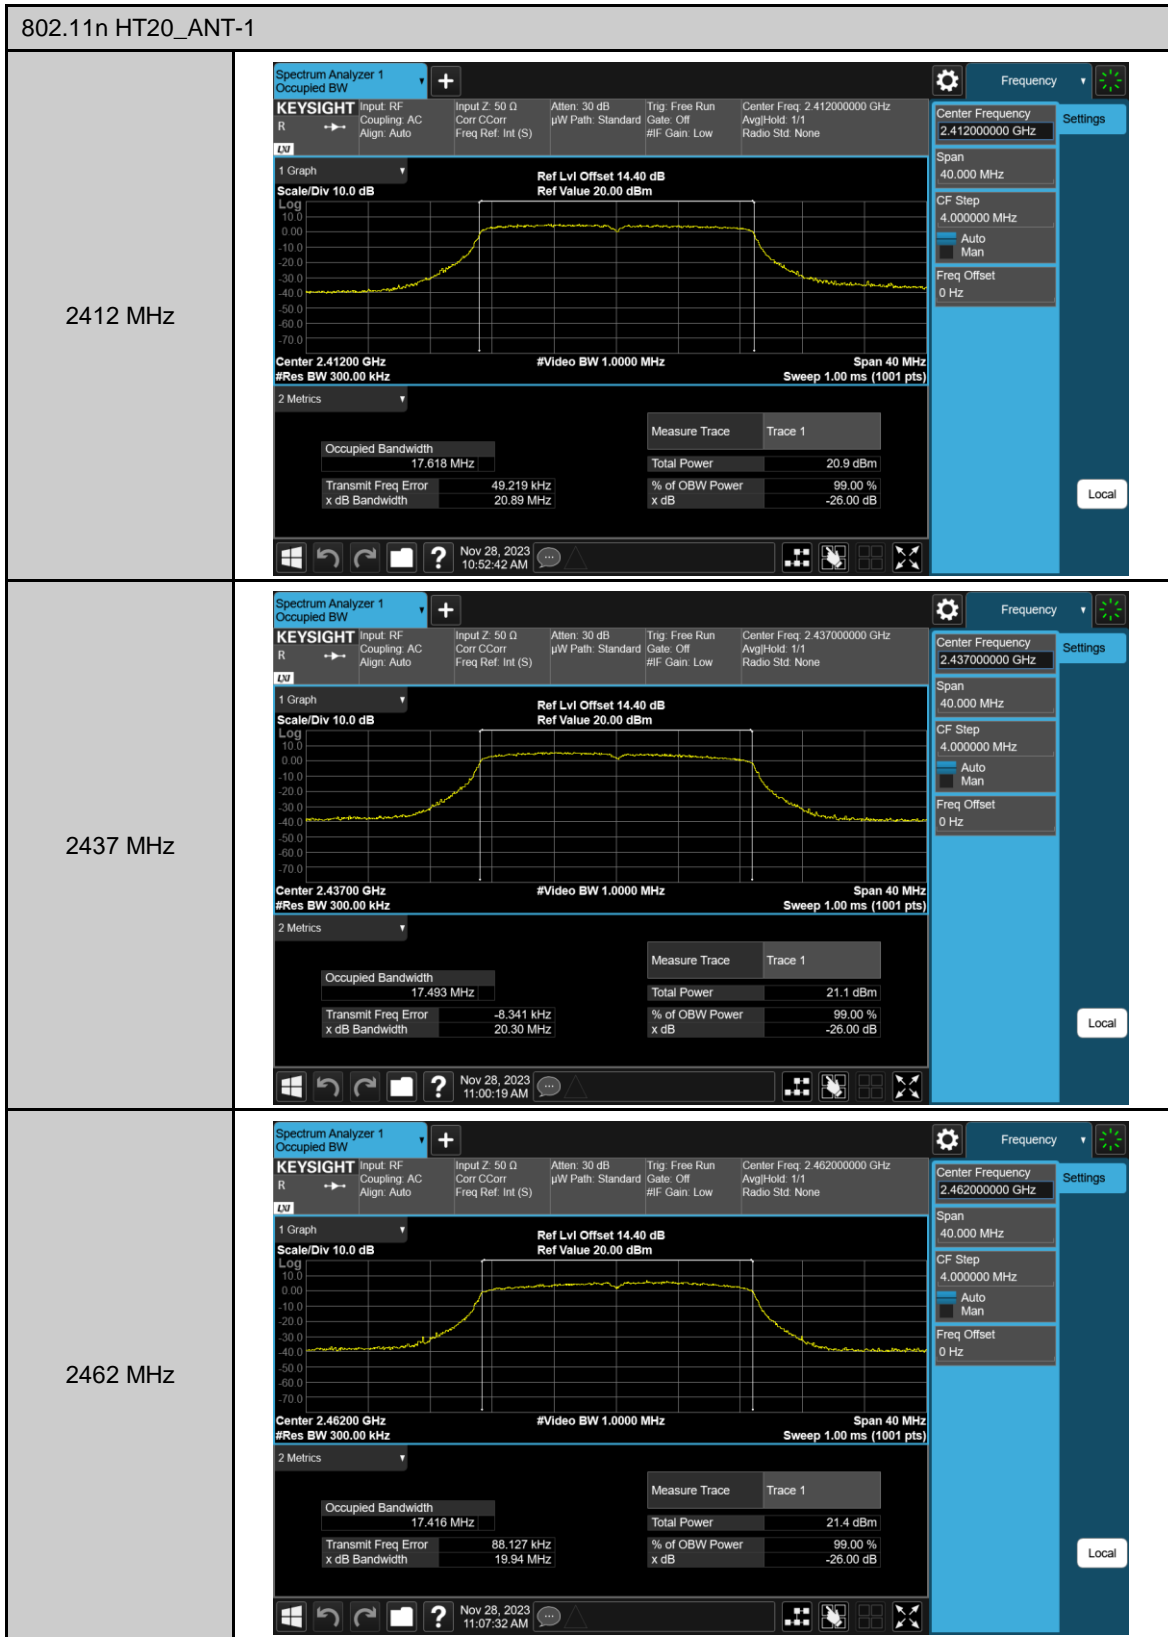 802.11n HT20_ANT-1
2412 MHz
Spectrum Analyzer 1
Occupied BW
Frequency
KEYSIGHT
R
LXI
Input: RF
Coupling: AC
Align: Auto
Input Z: 50 Ω
Corr CCorr
Freq Ref: Int (S)
Atten: 30 dB
µW Path: Standard
Trig: Free Run
Gate: Off
#IF Gain: Low
Center Freq: 2.412000000 GHz
Avg|Hold: 1/1
Radio Std: None
Center Frequency
2.412000000 GHz
Settings
Span
40.000 MHz
CF Step
4.000000 MHz
Auto
Man
Freq Offset
0 Hz
Local
1 Graph
Scale/Div 10.0 dB
Ref Lvl Offset 14.40 dB
Ref Value 20.00 dBm
Log
10.0
0.00
-10.0
-20.0
-30.0
-40.0
-50.0
-60.0
-70.0
Center 2.41200 GHz
#Video BW 1.0000 MHz
Span 40 MHz
#Res BW 300.00 kHz
Sweep 1.00 ms (1001 pts)
2 Metrics
Measure Trace Trace 1
Occupied Bandwidth
17.618 MHz
Total Power 20.9 dBm
Transmit Freq Error 49.219 kHz
% of OBW Power 99.00 %
x dB Bandwidth 20.89 MHz
x dB -26.00 dB
?
Nov 28, 2023
10:52:42 AM
2437 MHz
Spectrum Analyzer 1
Occupied BW
Frequency
KEYSIGHT
R
LXI
Input: RF
Coupling: AC
Align: Auto
Input Z: 50 Ω
Corr CCorr
Freq Ref: Int (S)
Atten: 30 dB
µW Path: Standard
Trig: Free Run
Gate: Off
#IF Gain: Low
Center Freq: 2.437000000 GHz
Avg|Hold: 1/1
Radio Std: None
Center Frequency
2.437000000 GHz
Settings
Span
40.000 MHz
CF Step
4.000000 MHz
Auto
Man
Freq Offset
0 Hz
Local
1 Graph
Scale/Div 10.0 dB
Ref Lvl Offset 14.40 dB
Ref Value 20.00 dBm
Log
10.0
0.00
-10.0
-20.0
-30.0
-40.0
-50.0
-60.0
-70.0
Center 2.43700 GHz
#Video BW 1.0000 MHz
Span 40 MHz
#Res BW 300.00 kHz
Sweep 1.00 ms (1001 pts)
2 Metrics
Measure Trace Trace 1
Occupied Bandwidth
17.493 MHz
Total Power 21.1 dBm
Transmit Freq Error -8.341 kHz
% of OBW Power 99.00 %
x dB Bandwidth 20.30 MHz
x dB -26.00 dB
?
Nov 28, 2023
11:00:19 AM
2462 MHz
Spectrum Analyzer 1
Occupied BW
Frequency
KEYSIGHT
R
LXI
Input: RF
Coupling: AC
Align: Auto
Input Z: 50 Ω
Corr CCorr
Freq Ref: Int (S)
Atten: 30 dB
µW Path: Standard
Trig: Free Run
Gate: Off
#IF Gain: Low
Center Freq: 2.462000000 GHz
Avg|Hold: 1/1
Radio Std: None
Center Frequency
2.462000000 GHz
Settings
Span
40.000 MHz
CF Step
4.000000 MHz
Auto
Man
Freq Offset
0 Hz
Local
1 Graph
Scale/Div 10.0 dB
Ref Lvl Offset 14.40 dB
Ref Value 20.00 dBm
Log
10.0
0.00
-10.0
-20.0
-30.0
-40.0
-50.0
-60.0
-70.0
Center 2.46200 GHz
#Video BW 1.0000 MHz
Span 40 MHz
#Res BW 300.00 kHz
Sweep 1.00 ms (1001 pts)
2 Metrics
Measure Trace Trace 1
Occupied Bandwidth
17.416 MHz
Total Power 21.4 dBm
Transmit Freq Error 88.127 kHz
% of OBW Power 99.00 %
x dB Bandwidth 19.94 MHz
x dB -26.00 dB
?
Nov 28, 2023
11:07:32 AM